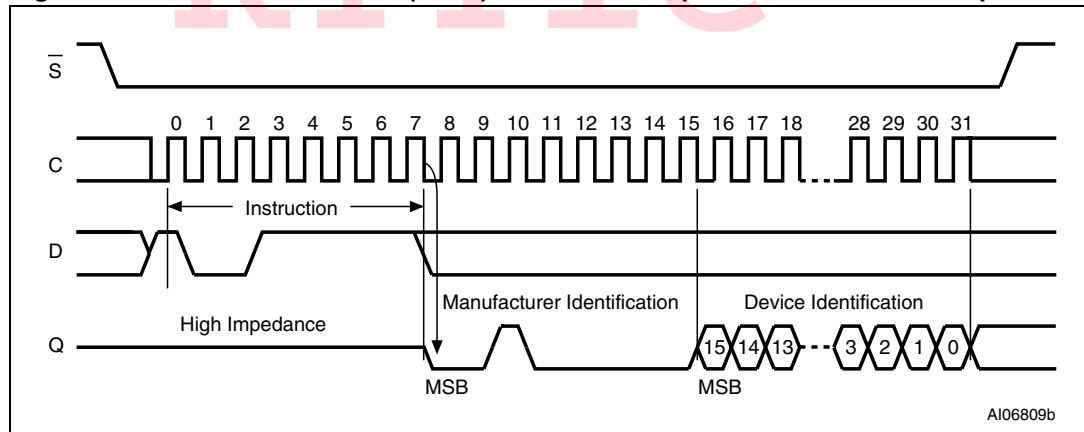 S
0 1 2 3 4 5 6 7 8 9 10 11 12 13 14 15 16 17 18 28 29 30 31
C
Instruction
D
Manufacturer Identification Device Identification
High Impedance
Q 15 14 13 3 2 1 0
MSB MSB
AI06809b